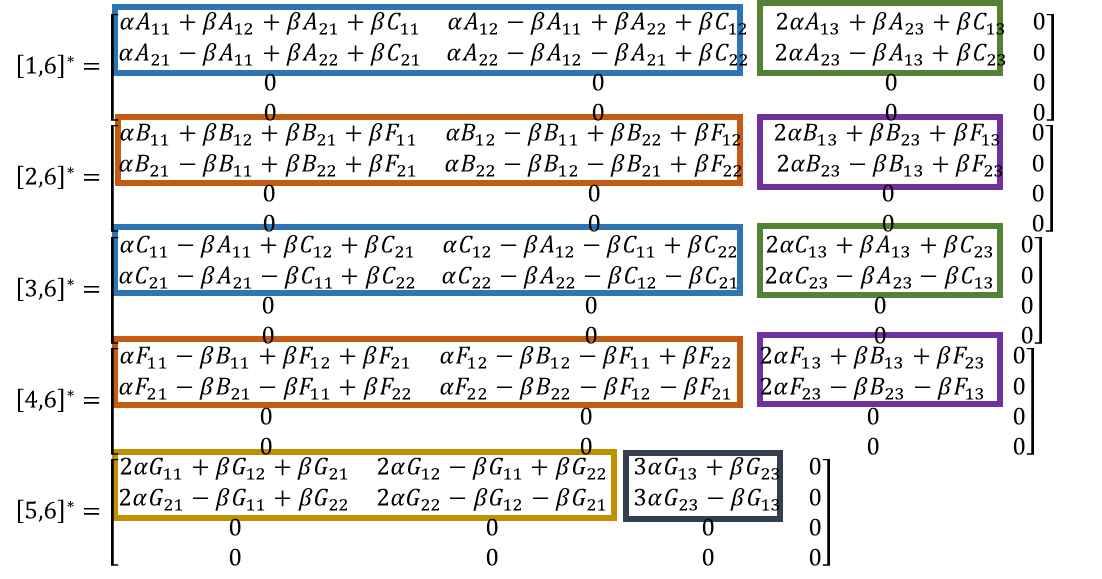 αA₁₁ + βA₁₂ + βA₂₁ + βC₁₁ αA₁₂ − βA₁₁ + βA₂₂ + βC₁₂ 2αA₁₃ + βA₂₃ + βC₁₃ 0
αA₂₁ − βA₁₁ + βA₂₂ + βC₂₁ αA₂₂ − βA₁₂ − βA₂₁ + βC₂₂ 2αA₂₃ − βA₁₃ + βC₂₃ 0
[1,6]* =
0 0 0 0
0 0 0 0
αB₁₁ + βB₁₂ + βB₂₁ + βF₁₁ αB₁₂ − βB₁₁ + βB₂₂ + βF₁₂ 2αB₁₃ + βB₂₃ + βF₁₃ 0
αB₂₁ − βB₁₁ + βB₂₂ + βF₂₁ αB₂₂ − βB₁₂ − βB₂₁ + βF₂₂ 2αB₂₃ − βB₁₃ + βF₂₃ 0
[2,6]* =
0 0 0 0
0 0 0 0
αC₁₁ − βA₁₁ + βC₁₂ + βC₂₁ αC₁₂ − βA₁₂ − βC₁₁ + βC₂₂ 2αC₁₃ + βA₁₃ + βC₂₃ 0
αC₂₁ − βA₂₁ − βC₁₁ + βC₂₂ αC₂₂ − βA₂₂ − βC₁₂ − βC₂₁ 2αC₂₃ − βA₂₃ − βC₁₃ 0
[3,6]* =
0 0 0 0
0 0 0 0
αF₁₁ − βB₁₁ + βF₁₂ + βF₂₁ αF₁₂ − βB₁₂ − βF₁₁ + βF₂₂ 2αF₁₃ + βB₁₃ + βF₂₃ 0
αF₂₁ − βB₂₁ − βF₁₁ + βF₂₂ αF₂₂ − βB₂₂ − βF₁₂ − βF₂₁ 2αF₂₃ − βB₂₃ − βF₁₃ 0
[4,6]* =
0 0 0 0
0 0 0 0
2αG₁₁ + βG₁₂ + βG₂₁ 2αG₁₂ − βG₁₁ + βG₂₂ 3αG₁₃ + βG₂₃ 0
2αG₂₁ − βG₁₁ + βG₂₂ 2αG₂₂ − βG₁₂ − βG₂₁ 3αG₂₃ − βG₁₃ 0
[5,6]* =
0 0 0 0
0 0 0 0